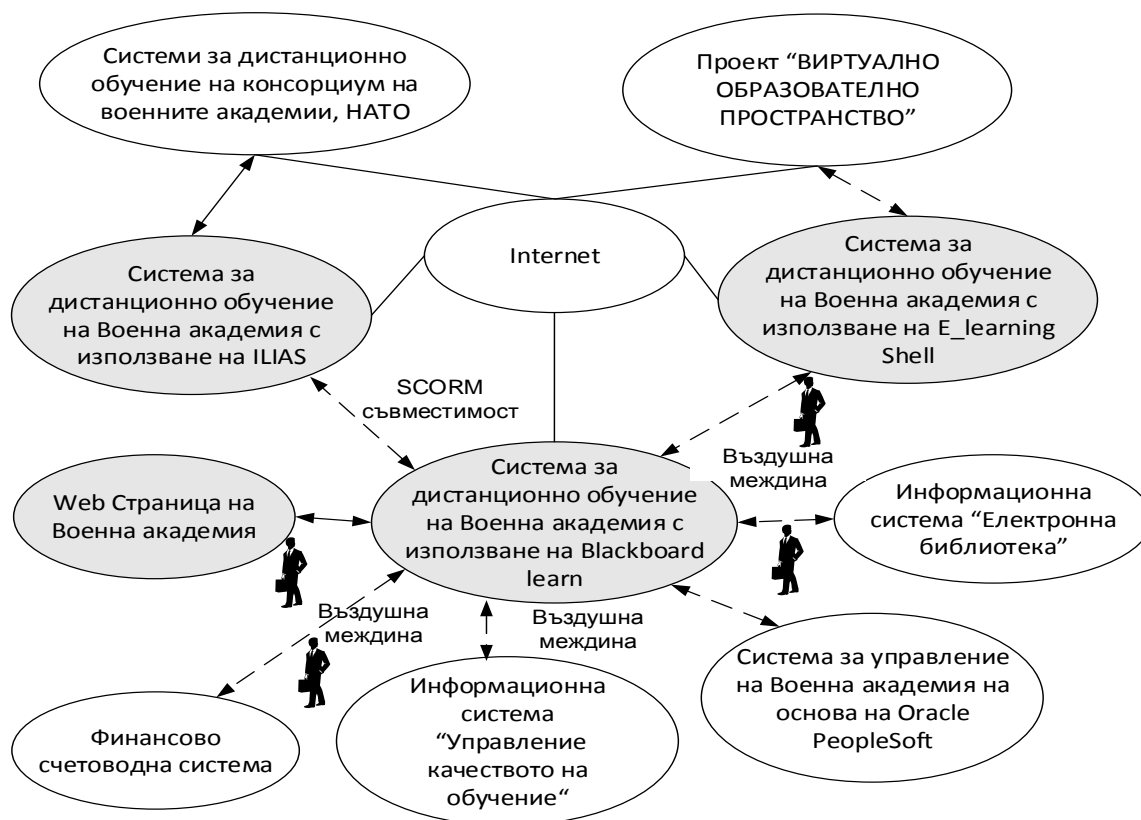 Системи за дистанционно
обучение на консорциум на
военните академии, НАТО
Проект “ВИРТУАЛНО
ОБРАЗОВАТЕЛНО
ПРОСТРАНСТВО”
Internet
Система за
дистанционно обучение
на Военна академия с
използване на ILIAS
Система за
дистанционно обучение
на Военна академия с
използване на E_learning
Shell
SCORM
съвместимост
Въздушна
междина
Web Страница на
Военна академия
Система за
дистанционно обучение
на Военна академия с
използване на Blackboard
learn
Информационна
система “Електронна
библиотека”
Въздушна
междина
Въздушна
междина
Финансово
счетоводна система
Информационна
система
“Управление
качеството на
обучение“
Система за управление
на Военна академия на
основа на Oracle
PeopleSoft